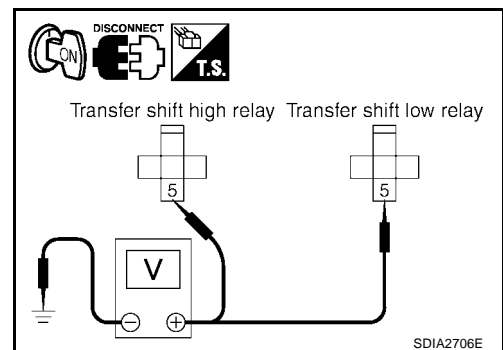 DISCONNECT
ON
T.S.
Transfer shift high relay Transfer shift low relay
5 5
V
− +
SDIA2706E